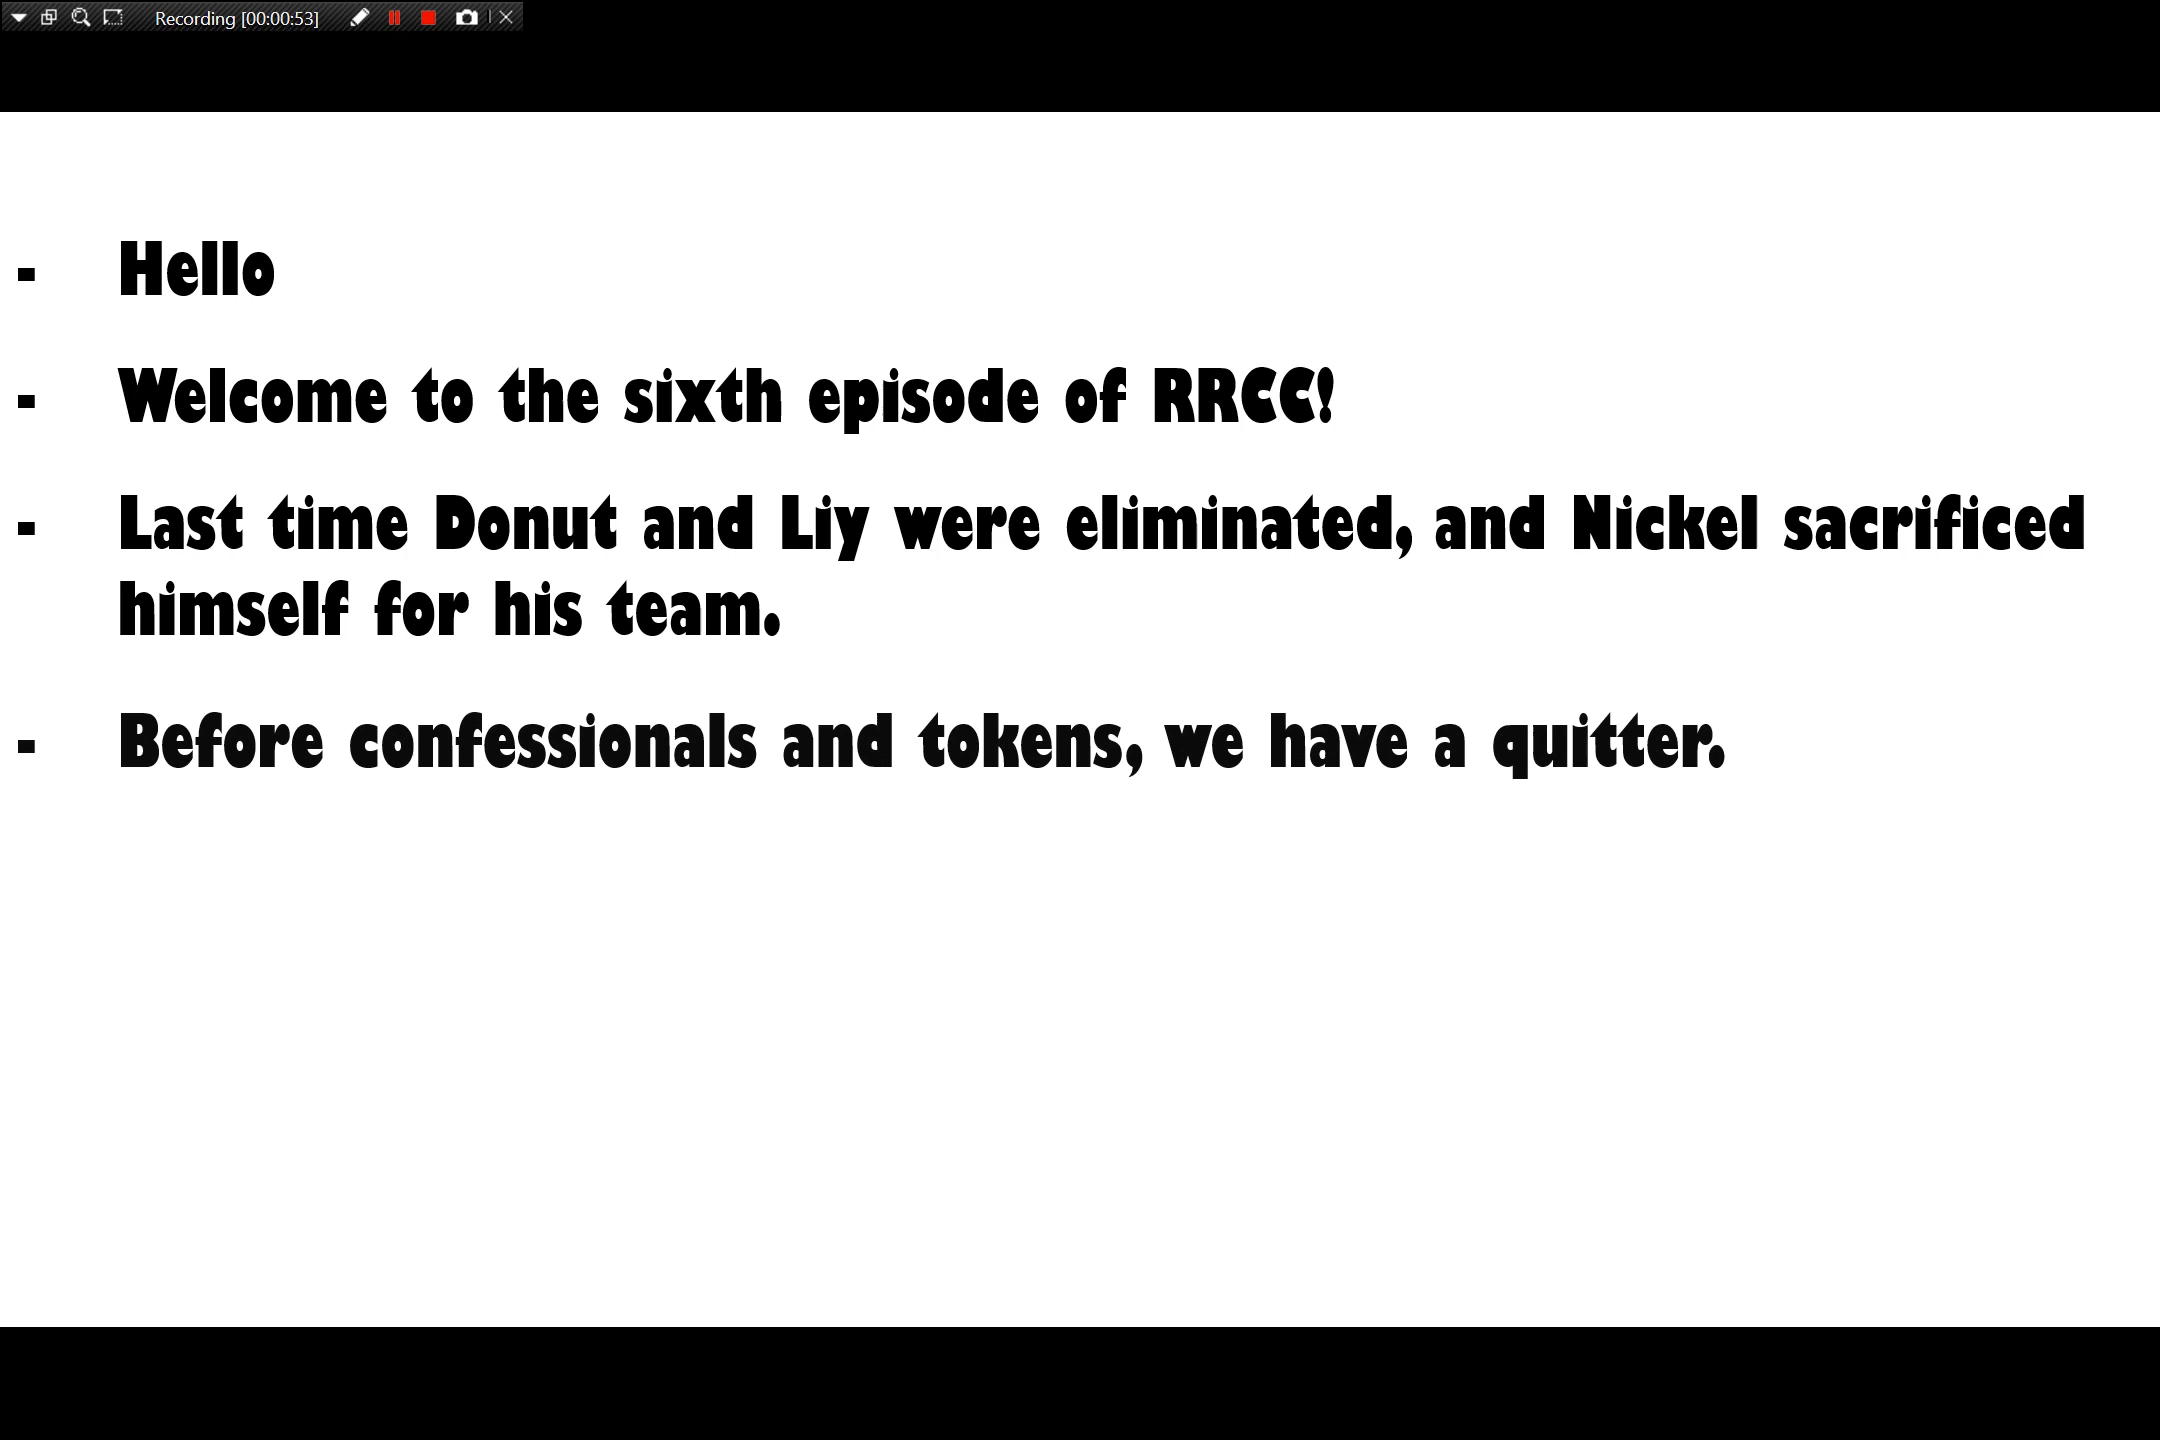 Recording [00:00:53]
- Hello
- Welcome to the sixth episode of RRCC!
- Last time Donut and Liy were eliminated, and Nickel sacrificed
himself for his team.
- Before confessionals and tokens, we have a quitter.